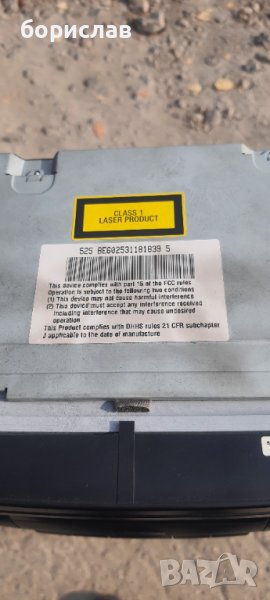 борислав
CLASS 1
LASER PRODUCT
525 BEG02531181839 5
This device complies with part 15 of the FCC rules
Operation is subject to the following two conditions
(1) This device may not cause harmful interference
(2) This device must accept any interference received
including interference that may cause undesired
operation
This Product complies with DHHS rules 21 CFR subchapter
J applicable to the date of manufacture
BAZAR
bg